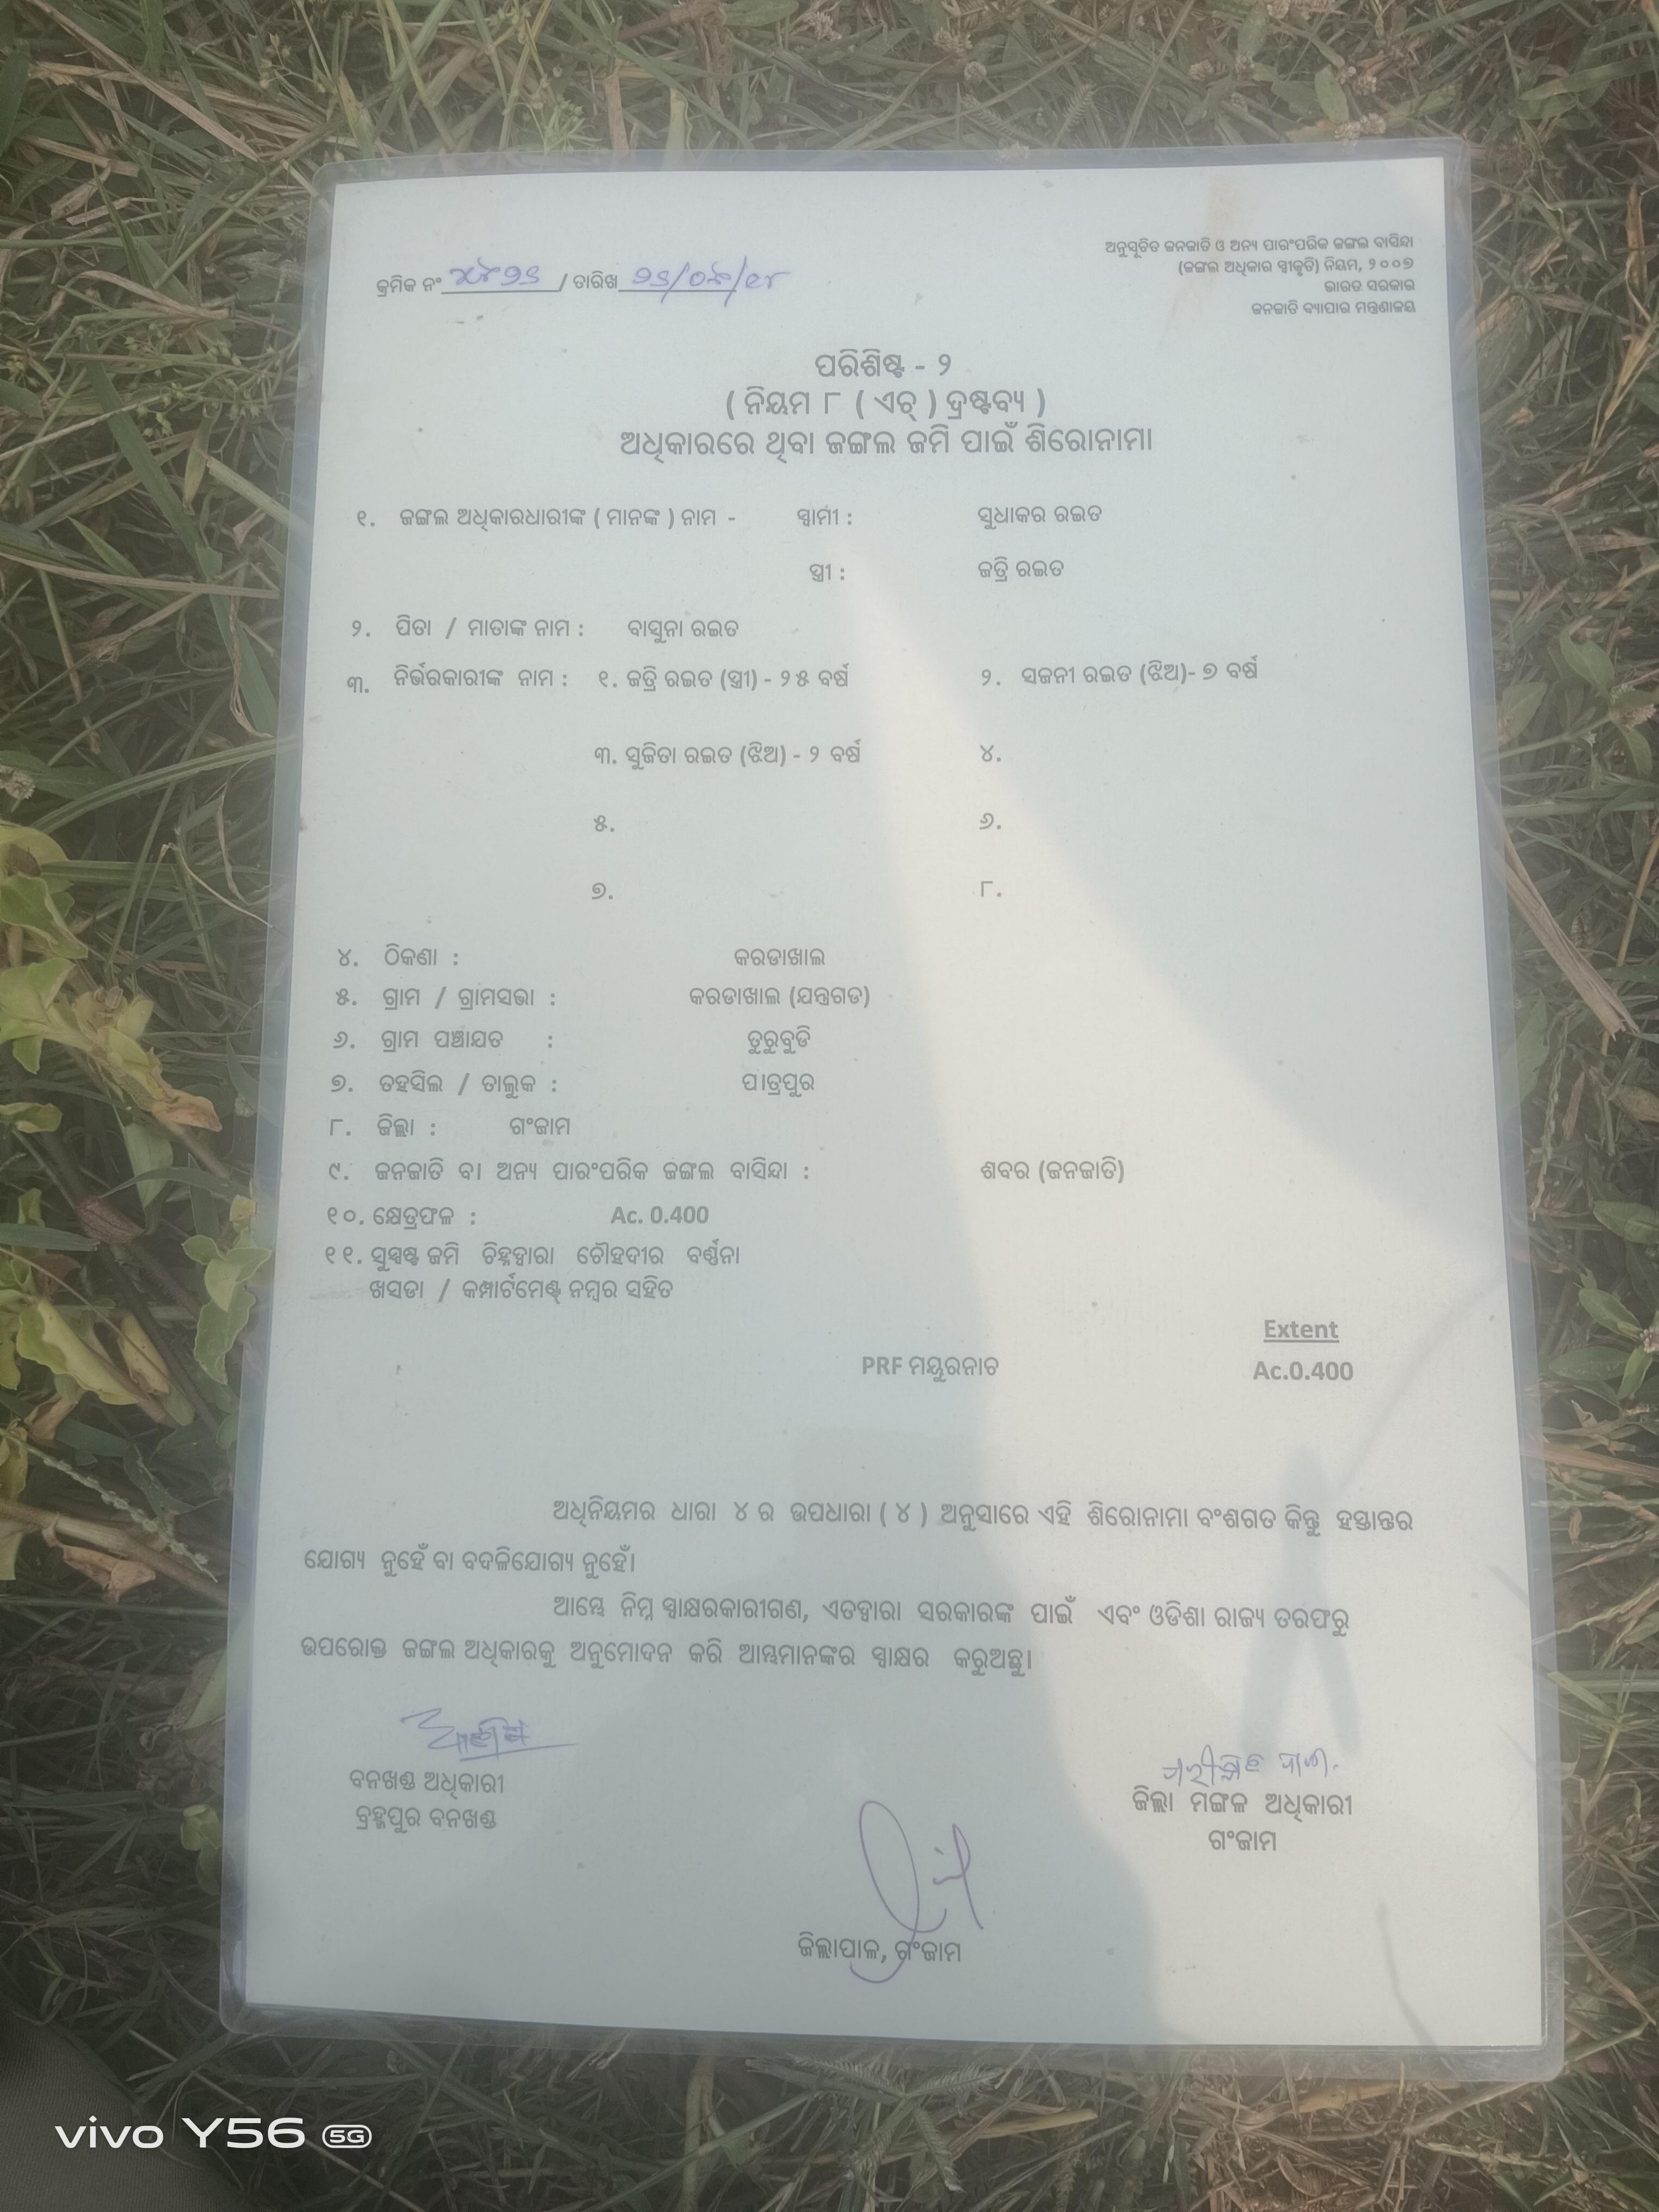 ଅନୁସୂଚିତ ଜନଜାତି ଓ ଅନ୍ୟ ପାରଂପରିକ ଜଙ୍ଗଲ ବାସିନ୍ଦା
(ଜଙ୍ଗଲ ଅଧିକାର ସ୍ୱୀକୃତି) ନିୟମ, ୨୦୦୭
ଭାରତ ସରକାର
ଜନଜାତି ବ୍ୟାପାର ମନ୍ତ୍ରଣାଳୟ
କ୍ରମିକ ନଂ / ତାରିଖ
ପରିଶିଷ୍ଟ - ୨
( ନିୟମ ୮ ( ଏଚ୍ ) ଦ୍ରଷ୍ଟବ୍ୟ )
ଅଧିକାରରେ ଥିବା ଜଙ୍ଗଲ ଜମି ପାଇଁ ଶିରୋନାମା
୧. ଜଙ୍ଗଲ ଅଧିକାରଧାରୀଙ୍କ ( ମାନଙ୍କ ) ନାମ - ସ୍ୱାମୀ : ସୁଧାକର ରଇତ
ସ୍ତ୍ରୀ : ଜତ୍ରି ରଇତ
୨. ପିତା / ମାତାଙ୍କ ନାମ : ବାସୁନା ରଇତ
୩. ନିର୍ଭରକାରୀଙ୍କ ନାମ : ୧. ଜତ୍ରି ରଇତ (ସ୍ତ୍ରୀ) - ୨୫ ବର୍ଷ ୨. ସଜନୀ ରଇତ (ଝିଅ)- ୭ ବର୍ଷ
୩. ସୁଜିତା ରଇତ (ଝିଅ) - ୨ ବର୍ଷ ୪.
୫. ୬.
୭. ୮.
୪. ଠିକଣା : କରଡାଖାଲ
୫. ଗ୍ରାମ / ଗ୍ରାମସଭା : କରଡାଖାଲ (ଯନ୍ତ୍ରଗଡ)
୬. ଗ୍ରାମ ପଞ୍ଚାଯତ : ତୁରୁବୁଡି
୭. ତହସିଲ / ତାଲୁକ : ପାତ୍ରପୁର
୮. ଜିଲ୍ଲା : ଗଂଜାମ
୯. ଜନଜାତି ବା ଅନ୍ୟ ପାରଂପରିକ ଜଙ୍ଗଲ ବାସିନ୍ଦା : ଶବର (ଜନଜାତି)
୧୦. କ୍ଷେତ୍ରଫଳ : Ac. 0.400
୧୧. ସୁସ୍ପଷ୍ଟ ଜମି ଚିହ୍ନଦ୍ୱାରା ଚୌହଦୀର ବର୍ଣ୍ଣନା
ଖସଡା / କମ୍ପାର୍ଟମେଣ୍ଟ୍ ନମ୍ବର ସହିତ
Extent
PRF ମୟୁରନାଚ Ac.0.400
ଅଧିନିୟମର ଧାରା ୪ ର ଉପଧାରା ( ୪ ) ଅନୁସାରେ ଏହି ଶିରୋନାମା ବଂଶଗତ କିନ୍ତୁ ହସ୍ତାନ୍ତର
ଯୋଗ୍ୟ ନୁହେଁ ବା ବଦଳିଯୋଗ୍ୟ ନୁହେଁ।
ଆମ୍ଭେ ନିମ୍ନ ସ୍ୱାକ୍ଷରକାରୀଗଣ, ଏତଦ୍ୱାରା ସରକାରଙ୍କ ପାଇଁ ଏବଂ ଓଡିଶା ରାଜ୍ୟ ତରଫରୁ
ଉପରୋକ୍ତ ଜଙ୍ଗଲ ଅଧିକାରକୁ ଅନୁମୋଦନ କରି ଆମ୍ଭମାନଙ୍କର ସ୍ୱାକ୍ଷର କରୁଅଛୁ।
ବନଖଣ୍ଡ ଅଧିକାରୀ
ବ୍ରହ୍ମପୁର ବନଖଣ୍ଡ
ଜିଲ୍ଲା ମଙ୍ଗଳ ଅଧିକାରୀ
ଗଂଜାମ
ଜିଲ୍ଲାପାଳ, ଗଂଜାମ
vivo Y56 5G